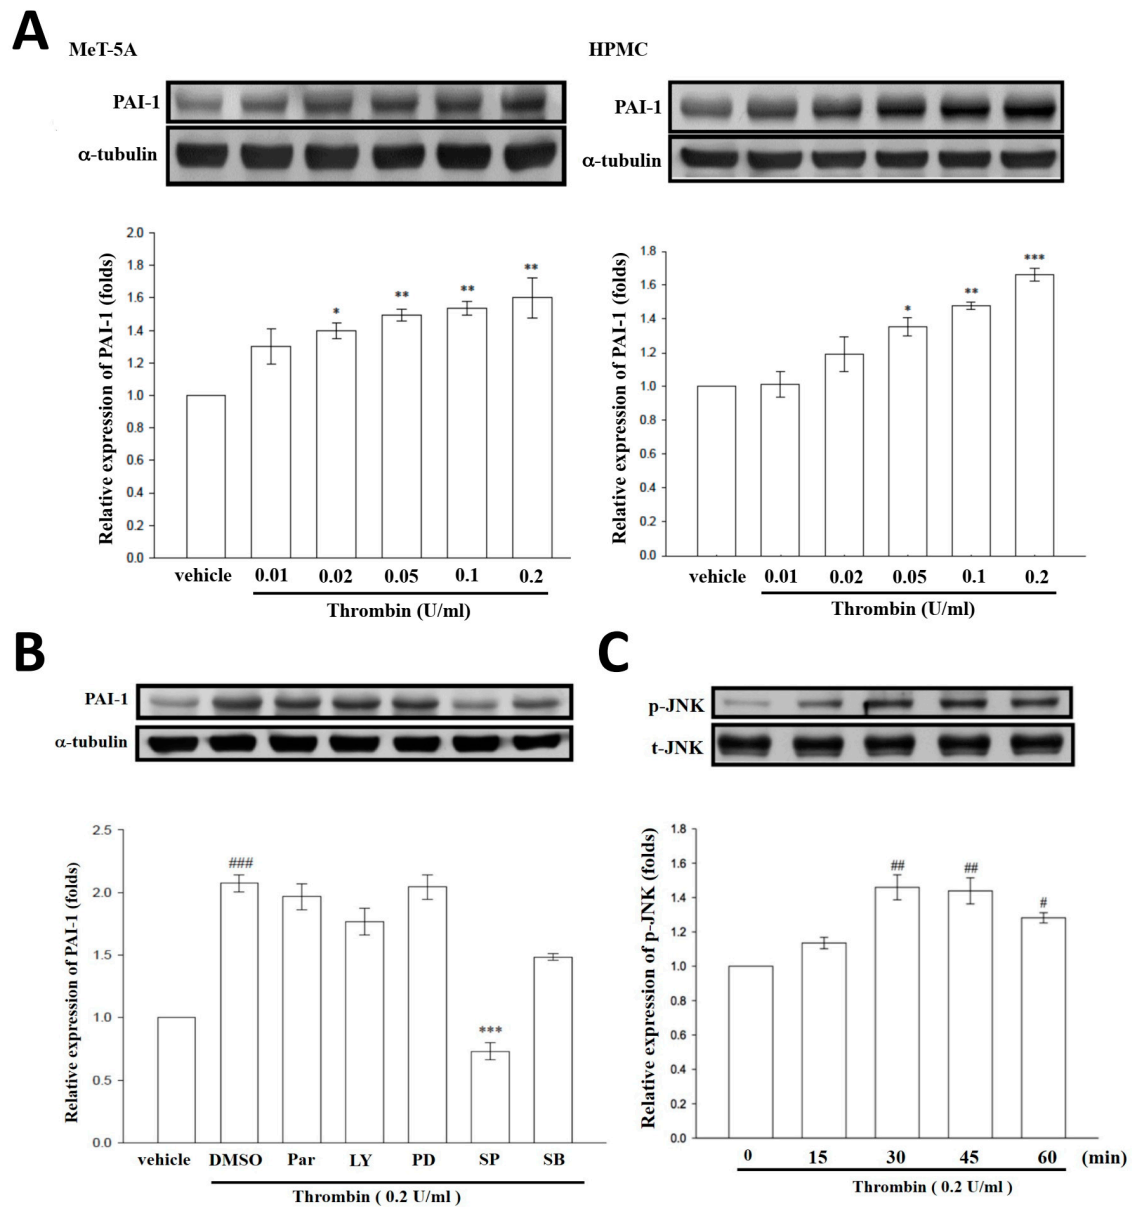 A
MeT-5A
HPMC
PAI-1
α-tubulin
PAI-1
α-tubulin
Relative expression of PAI-1 (folds)
2.0
1.8
1.6
1.4
1.2
1.0
0.8
0.6
0.4
0.2
0.0
*
**
**
**
vehicle 0.01 0.02 0.05 0.1 0.2
Thrombin (U/ml)
Relative expression of PAI-1 (folds)
1.8
1.6
1.4
1.2
1.0
0.8
0.6
0.4
0.2
0.0
*
**
***
vehicle 0.01 0.02 0.05 0.1 0.2
Thrombin (U/ml)
B
PAI-1
α-tubulin
Relative expression of PAI-1 (folds)
2.5
2.0
1.5
1.0
0.5
0.0
###
***
vehicle DMSO Par LY PD SP SB
Thrombin ( 0.2 U/ml )
C
p-JNK
t-JNK
Relative expression of p-JNK (folds)
1.8
1.6
1.4
1.2
1.0
0.8
0.6
0.4
0.2
0.0
##
##
#
0 15 30 45 60 (min)
Thrombin ( 0.2 U/ml )